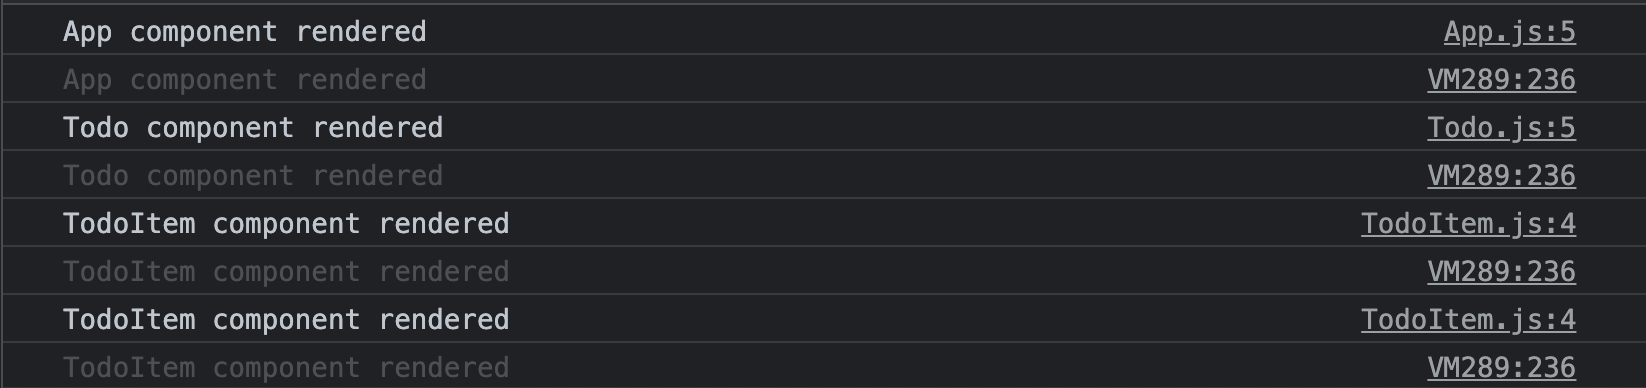 App component rendered App.js:5
App component rendered VM289:236
Todo component rendered Todo.js:5
Todo component rendered VM289:236
TodoItem component rendered TodoItem.js:4
TodoItem component rendered VM289:236
TodoItem component rendered TodoItem.js:4
TodoItem component rendered VM289:236